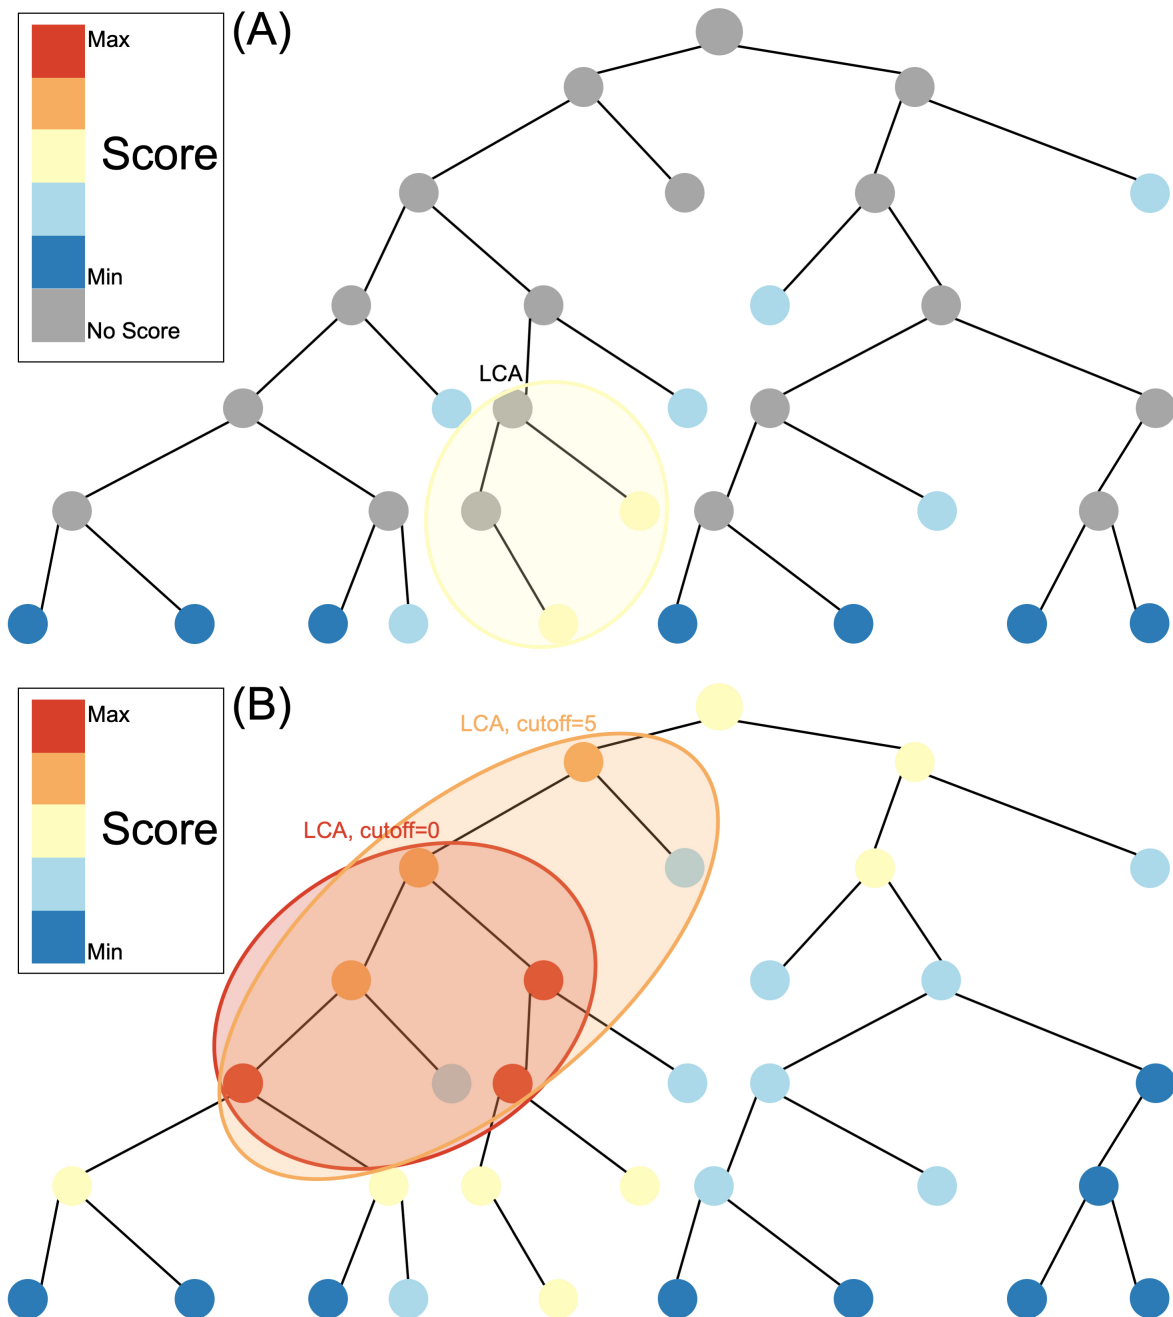 (A)
Max
Score
Min
No Score
LCA
(B)
Max
Score
Min
LCA, cutoff=5
LCA, cutoff=0